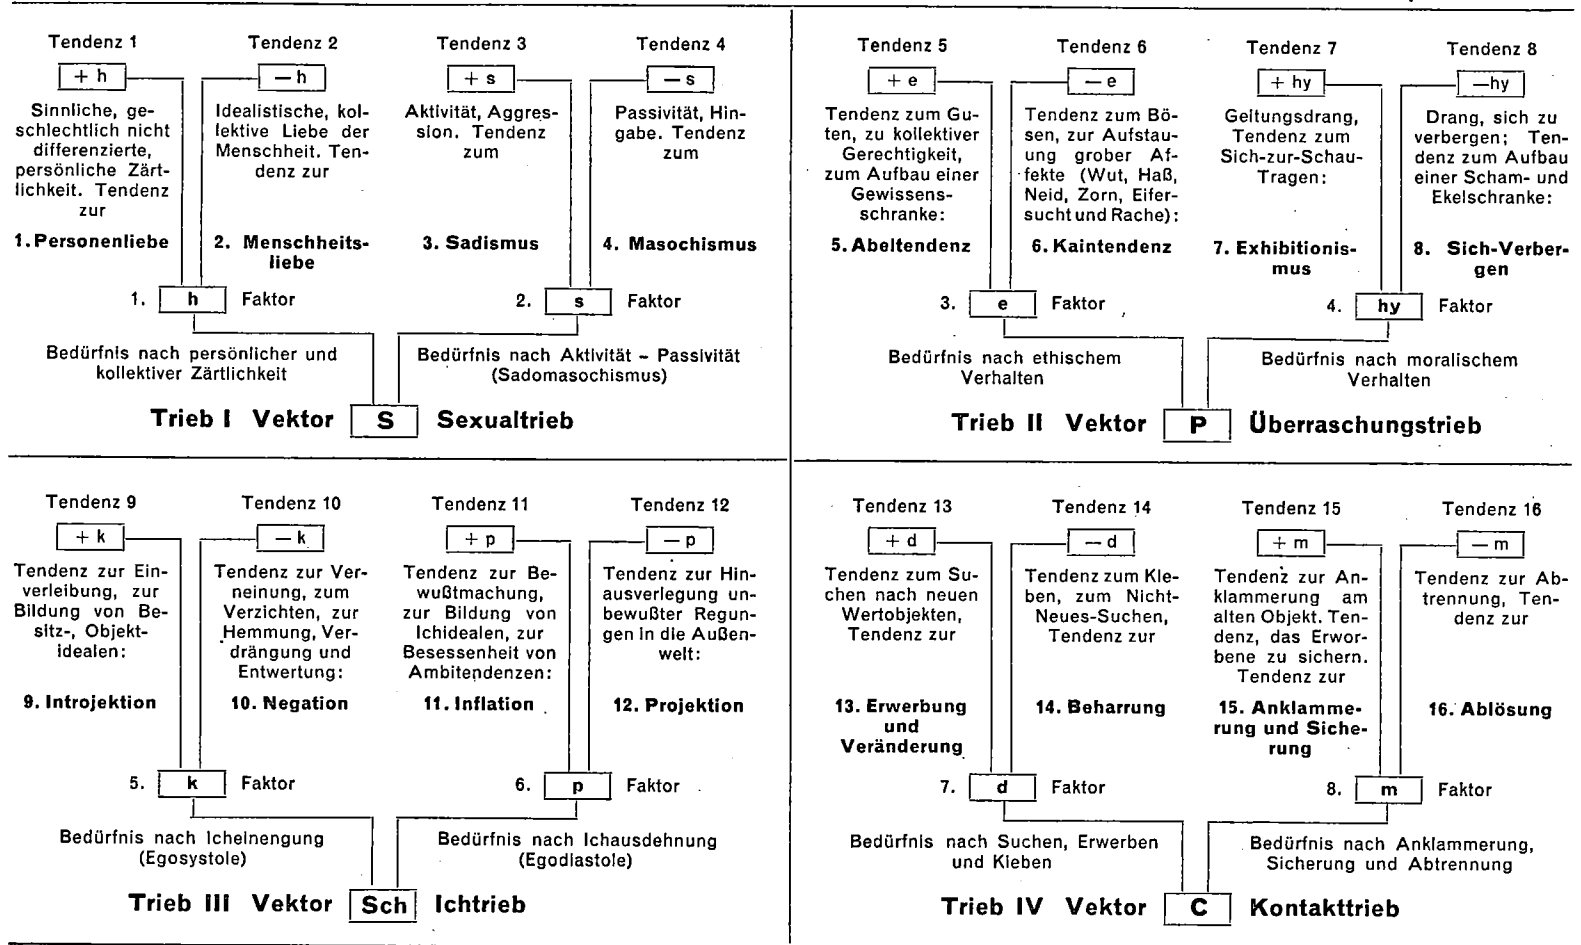 Tendenz 1
+ h
Sinnliche, ge-
schlechtlich nicht
differenzierte,
persönliche Zärt-
lichkeit. Tendenz
zur
1. Personenliebe
Tendenz 2
— h
Idealistische, kol-
lektive Liebe der
Menschheit. Ten-
denz zur
2. Menschheits-
liebe
1. h Faktor
Bedürfnis nach persönlicher und
kollektiver Zärtlichkeit
Tendenz 3
+ s
Aktivität, Aggres-
sion. Tendenz
zum
3. Sadismus
Tendenz 4
— s
Passivität, Hin-
gabe. Tendenz
zum
4. Masochismus
2. s Faktor
Bedürfnis nach Aktivität – Passivität
(Sadomasochismus)
Trieb I Vektor S Sexualtrieb
Tendenz 5
+ e
Tendenz zum Gu-
ten, zu kollektiver
Gerechtigkeit,
zum Aufbau einer
Gewissens-
schranke:
5. Abeltendenz
Tendenz 6
— e
Tendenz zum Bö-
sen, zur Aufstau-
ung grober Af-
fekte (Wut, Haß,
Neid, Zorn, Eifer-
sucht und Rache):
6. Kaintendenz
3. e Faktor
Bedürfnis nach ethischem
Verhalten
Tendenz 7
+ hy
Geltungsdrang,
Tendenz zum
Sich-zur-Schau-
Tragen:
7. Exhibitionis-
mus
Tendenz 8
—hy
Drang, sich zu
verbergen; Ten-
denz zum Aufbau
einer Scham- und
Ekelschranke:
8. Sich-Verber-
gen
4. hy Faktor
Bedürfnis nach moralischem
Verhalten
Trieb II Vektor P Überraschungstrieb
Tendenz 9
+ k
Tendenz zur Ein-
verleibung, zur
Bildung von Be-
sitz-, Objekt-
idealen:
9. Introjektion
Tendenz 10
— k
Tendenz zur Ver-
neinung, zum
Verzichten, zur
Hemmung, Ver-
drängung und
Entwertung:
10. Negation
5. k Faktor
Bedürfnis nach Icheinengung
(Egosystole)
Tendenz 11
+ p
Tendenz zur Be-
wußtmachung,
zur Bildung von
Ichidealen, zur
Besessenheit von
Ambitendenzen:
11. Inflation
Tendenz 12
— p
Tendenz zur Hin-
ausverlegung un-
bewußter Regun-
gen in die Außen-
welt:
12. Projektion
6. p Faktor
Bedürfnis nach Ichausdehnung
(Egodiastole)
Trieb III Vektor Sch Ichtrieb
Tendenz 13
+ d
Tendenz zum Su-
chen nach neuen
Wertobjekten,
Tendenz zur
13. Erwerbung
und
Veränderung
Tendenz 14
— d
Tendenz zum Kle-
ben, zum Nicht-
Neues-Suchen,
Tendenz zur
14. Beharrung
7. d Faktor
Bedürfnis nach Suchen, Erwerben
und Kleben
Tendenz 15
+ m
Tendenz zur An-
klammerung am
alten Objekt. Ten-
denz, das Erwor-
bene zu sichern.
Tendenz zur
15. Anklamme-
rung und Siche-
rung
Tendenz 16
— m
Tendenz zur Ab-
trennung, Ten-
denz zur
16. Ablösung
8. m Faktor
Bedürfnis nach Anklammerung,
Sicherung und Abtrennung
Trieb IV Vektor C Kontakttrieb